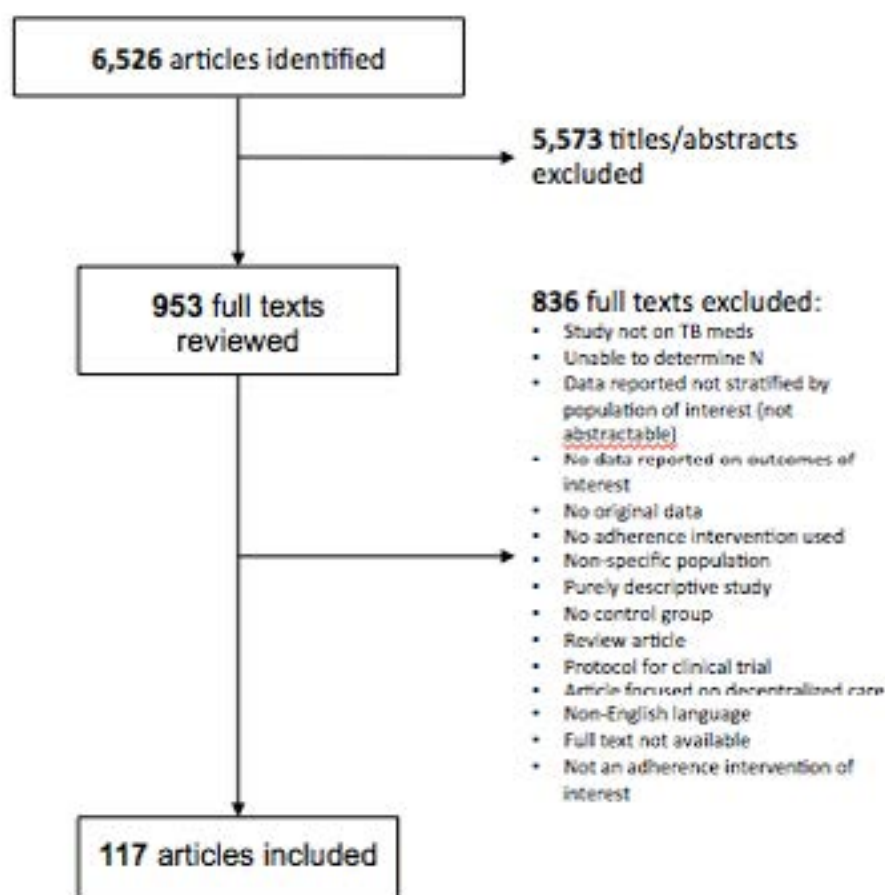 6,526 articles identified
5,573 titles/abstracts
excluded
953 full texts
reviewed
836 full texts excluded:
• Study not on TB meds
• Unable to determine N
• Data reported not stratified by
population of interest (not
abstractable)
• No data reported on outcomes of
interest
• No original data
• No adherence intervention used
• Non-specific population
• Purely descriptive study
• No control group
• Review article
• Protocol for clinical trial
• Article focused on decentralized care
• Non-English language
• Full text not available
• Not an adherence intervention of
interest
117 articles included